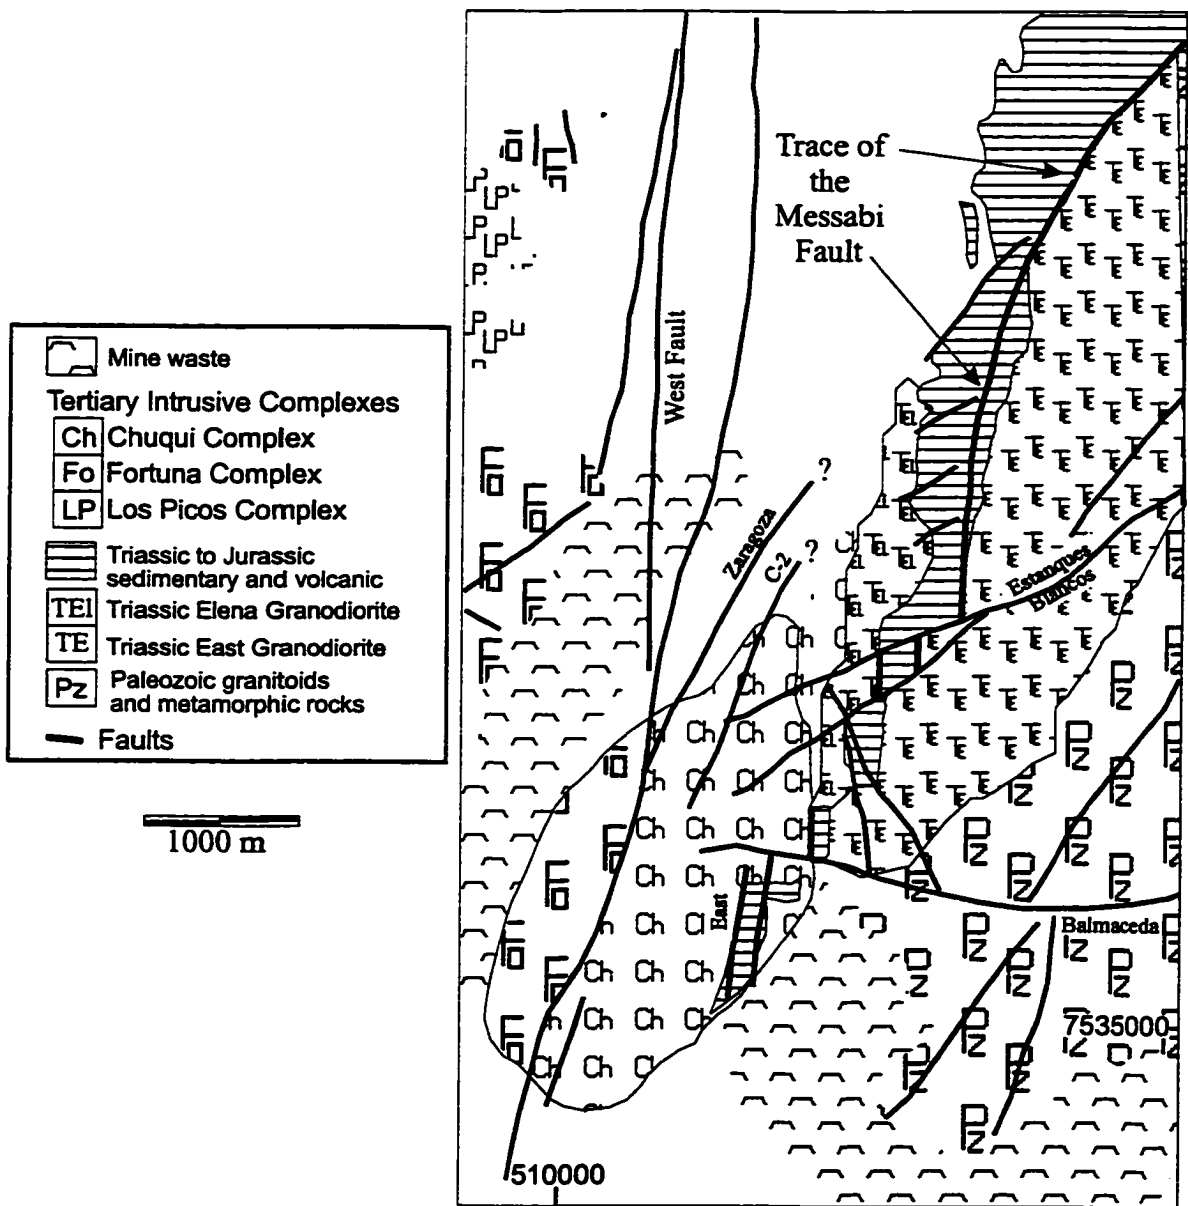 Trace of
the
Messabi
Fault
West Fault
Zaragoza
?
C-2
?
Estanques
Blancos
East
Balmaceda
7535000
510000
Mine waste
Tertiary Intrusive Complexes
Ch Chuqui Complex
Fo Fortuna Complex
LP Los Picos Complex
Triassic to Jurassic
sedimentary and volcanic
TEl Triassic Elena Granodiorite
TE Triassic East Granodiorite
Pz Paleozoic granitoids
and metamorphic rocks
Faults
1000 m